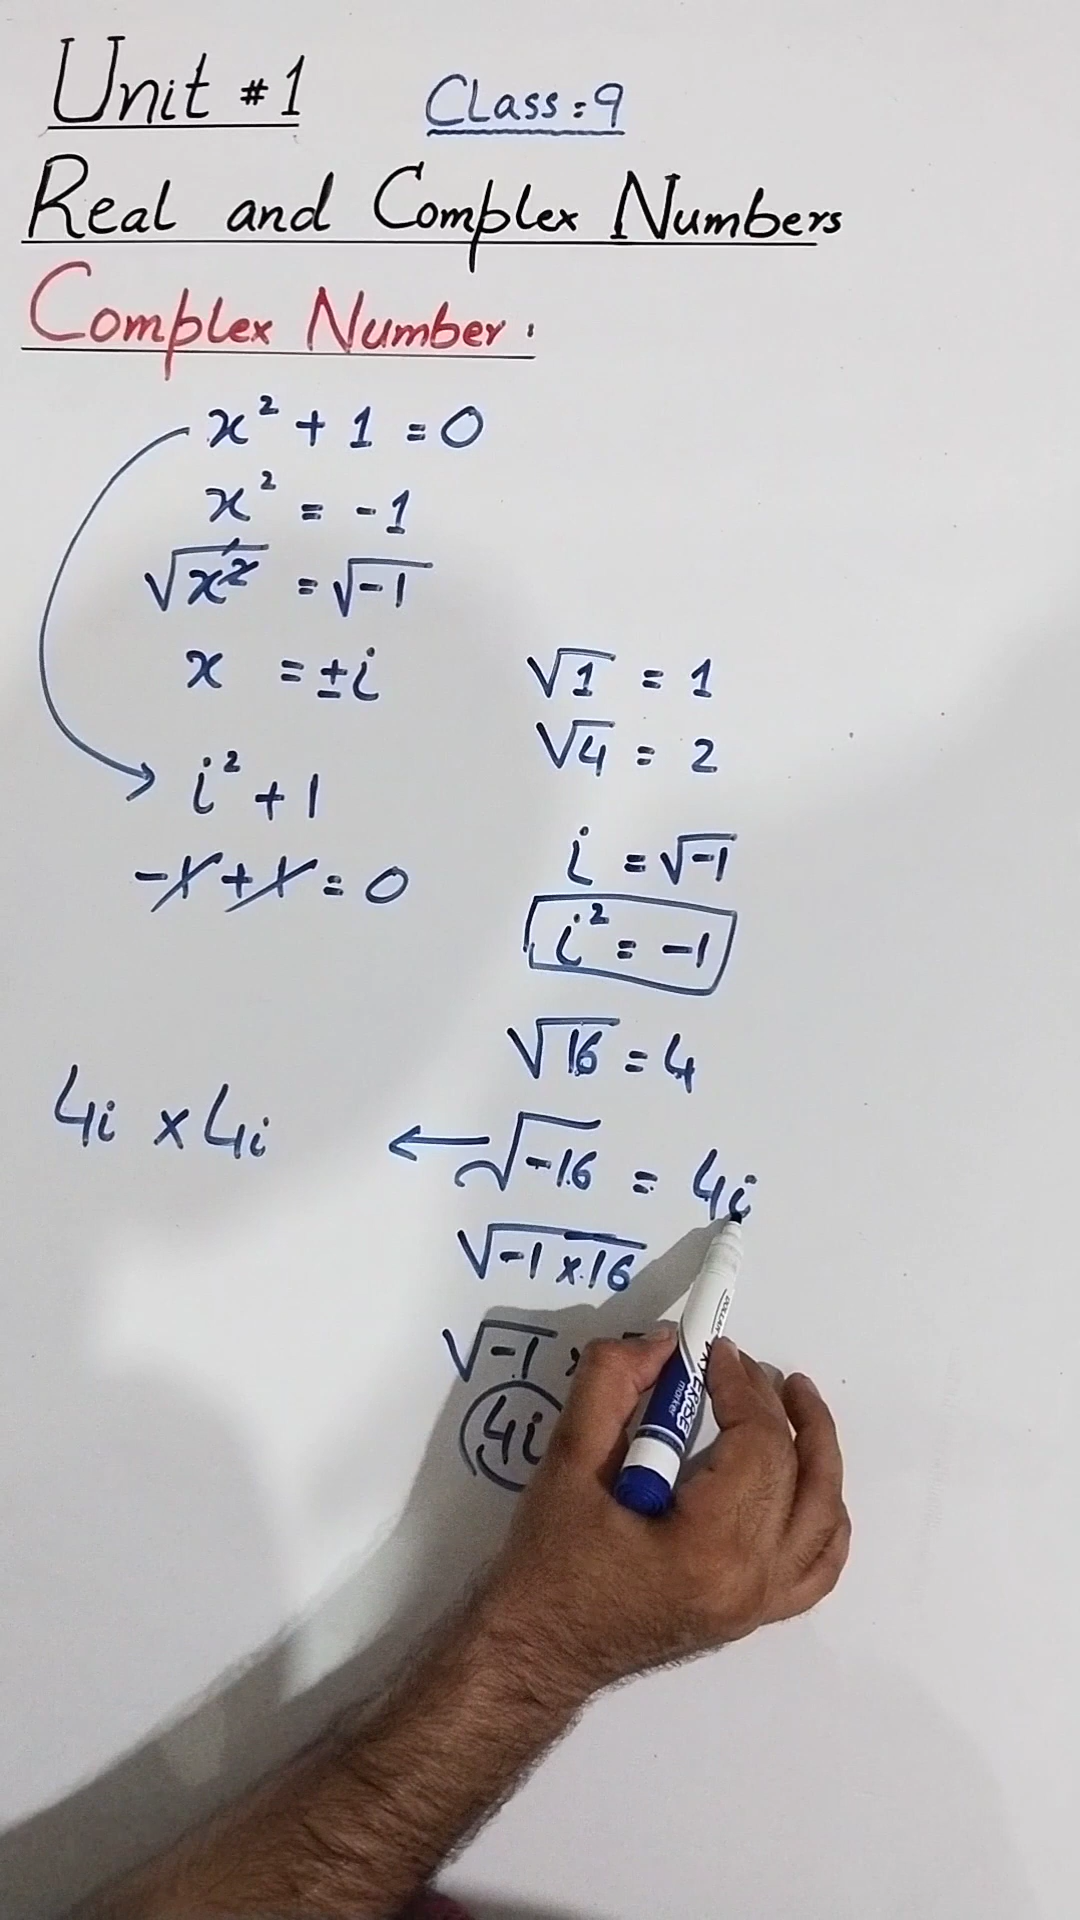 Unit #1
Class:9
Real and Complex Numbers
Complex Number:
x² + 1 = 0
x² = -1
√x² = √-1
x = ±i
i² + 1
-1 + 1 = 0
√1 = 1
√4 = 2
i = √-1
i² = -1
√16 = 4
√-16 = 4i
4i × 4i
√-1×16
√-1 ×
4i
DOLLAR
marker